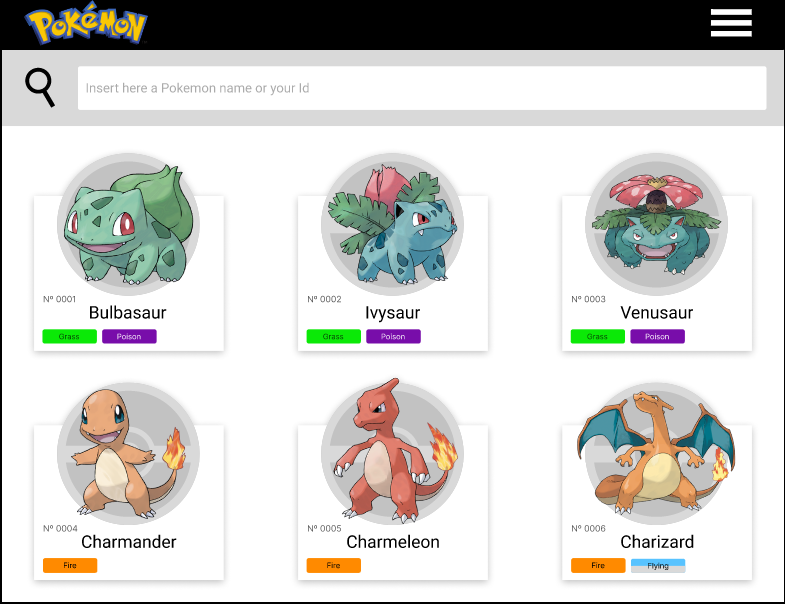 POKéMON
Insert here a Pokemon name or your Id
Nº 0001
Bulbasaur
Grass Poison
Nº 0002
Ivysaur
Grass Poison
Nº 0003
Venusaur
Grass Poison
Nº 0004
Charmander
Fire
Nº 0005
Charmeleon
Fire
Nº 0006
Charizard
Fire Flying